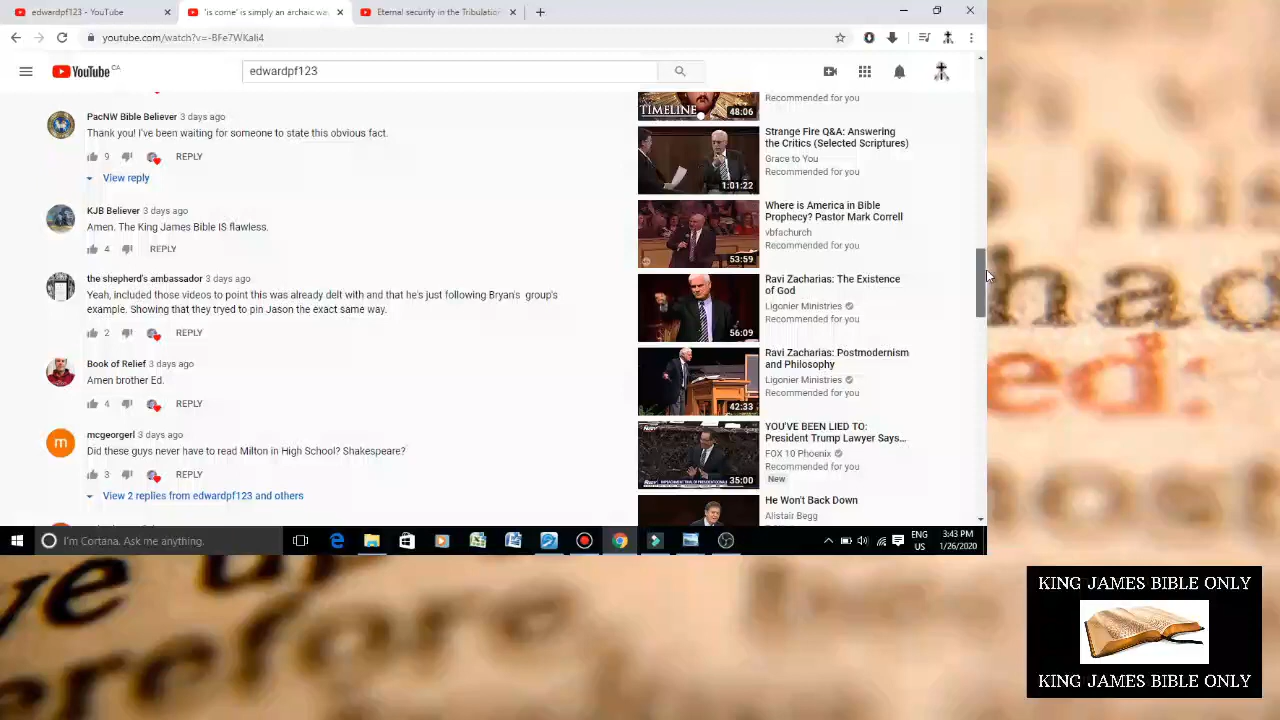 edwardpf123 - YouTube
'is come' is simply an archaic wa
Eternal security in the Tribulation
youtube.com/watch?v=-BFe7WKaIi4
YouTube CA
edwardpf123
PacNW Bible Believer 3 days ago
Thank you! I've been waiting for someone to state this obvious fact.
9 REPLY
View reply
KJB Believer 3 days ago
Amen. The King James Bible IS flawless.
4 REPLY
the shepherd's ambassador 3 days ago
Yeah, included those videos to point this was already delt with and that he's just following Bryan's group's
example. Showing that they tryed to pin Jason the exact same way.
2 REPLY
Book of Relief 3 days ago
Amen brother Ed.
4 REPLY
m
mcgeorgerl 3 days ago
Did these guys never have to read Milton in High School? Shakespeare?
3 REPLY
View 2 replies from edwardpf123 and others
TIMELINE
48:06
Recommended for you
1:01:22
Strange Fire Q&A: Answering
the Critics (Selected Scriptures)
Grace to You
Recommended for you
53:59
Where is America in Bible
Prophecy? Pastor Mark Correll
vbfachurch
Recommended for you
56:09
Ravi Zacharias: The Existence
of God
Ligonier Ministries
Recommended for you
42:33
Ravi Zacharias: Postmodernism
and Philosophy
Ligonier Ministries
Recommended for you
35:00
YOU'VE BEEN LIED TO:
President Trump Lawyer Says...
FOX 10 Phoenix
Recommended for you
New
He Won't Back Down
Alistair Begg
I'm Cortana. Ask me anything.
ENG
US
3:43 PM
1/26/2020
his
had
ed:
ye
KING JAMES BIBLE ONLY
KING JAMES BIBLE ONLY